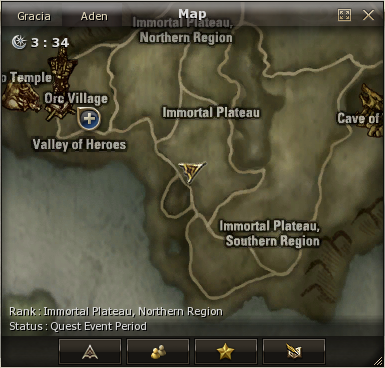 Gracia Aden Map
Immortal Plateau,
Northern Region
3 : 34
o Temple
Orc Village
Immortal Plateau
Cave of
Valley of Heroes
Immortal Plateau,
Southern Region
Rank : Immortal Plateau, Northern Region
Status : Quest Event Period